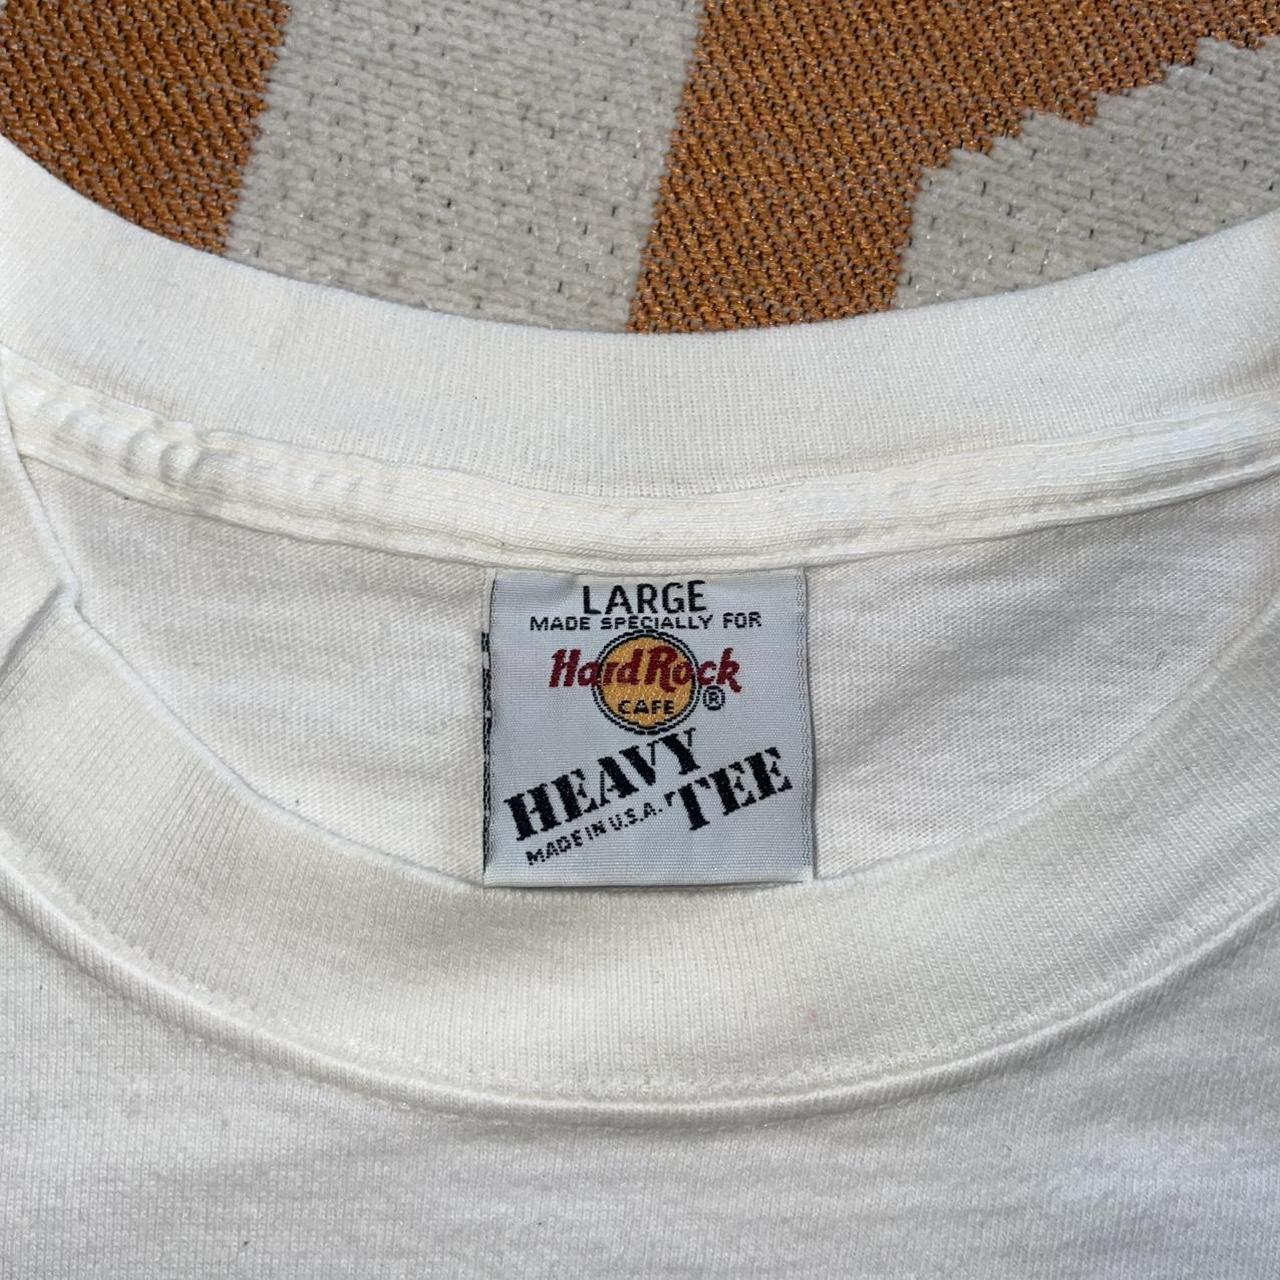 LARGE
MADE SPECIALLY FOR
Hard Rock
CAFE ®
HEAVY
TEE
MADE IN U.S.A.